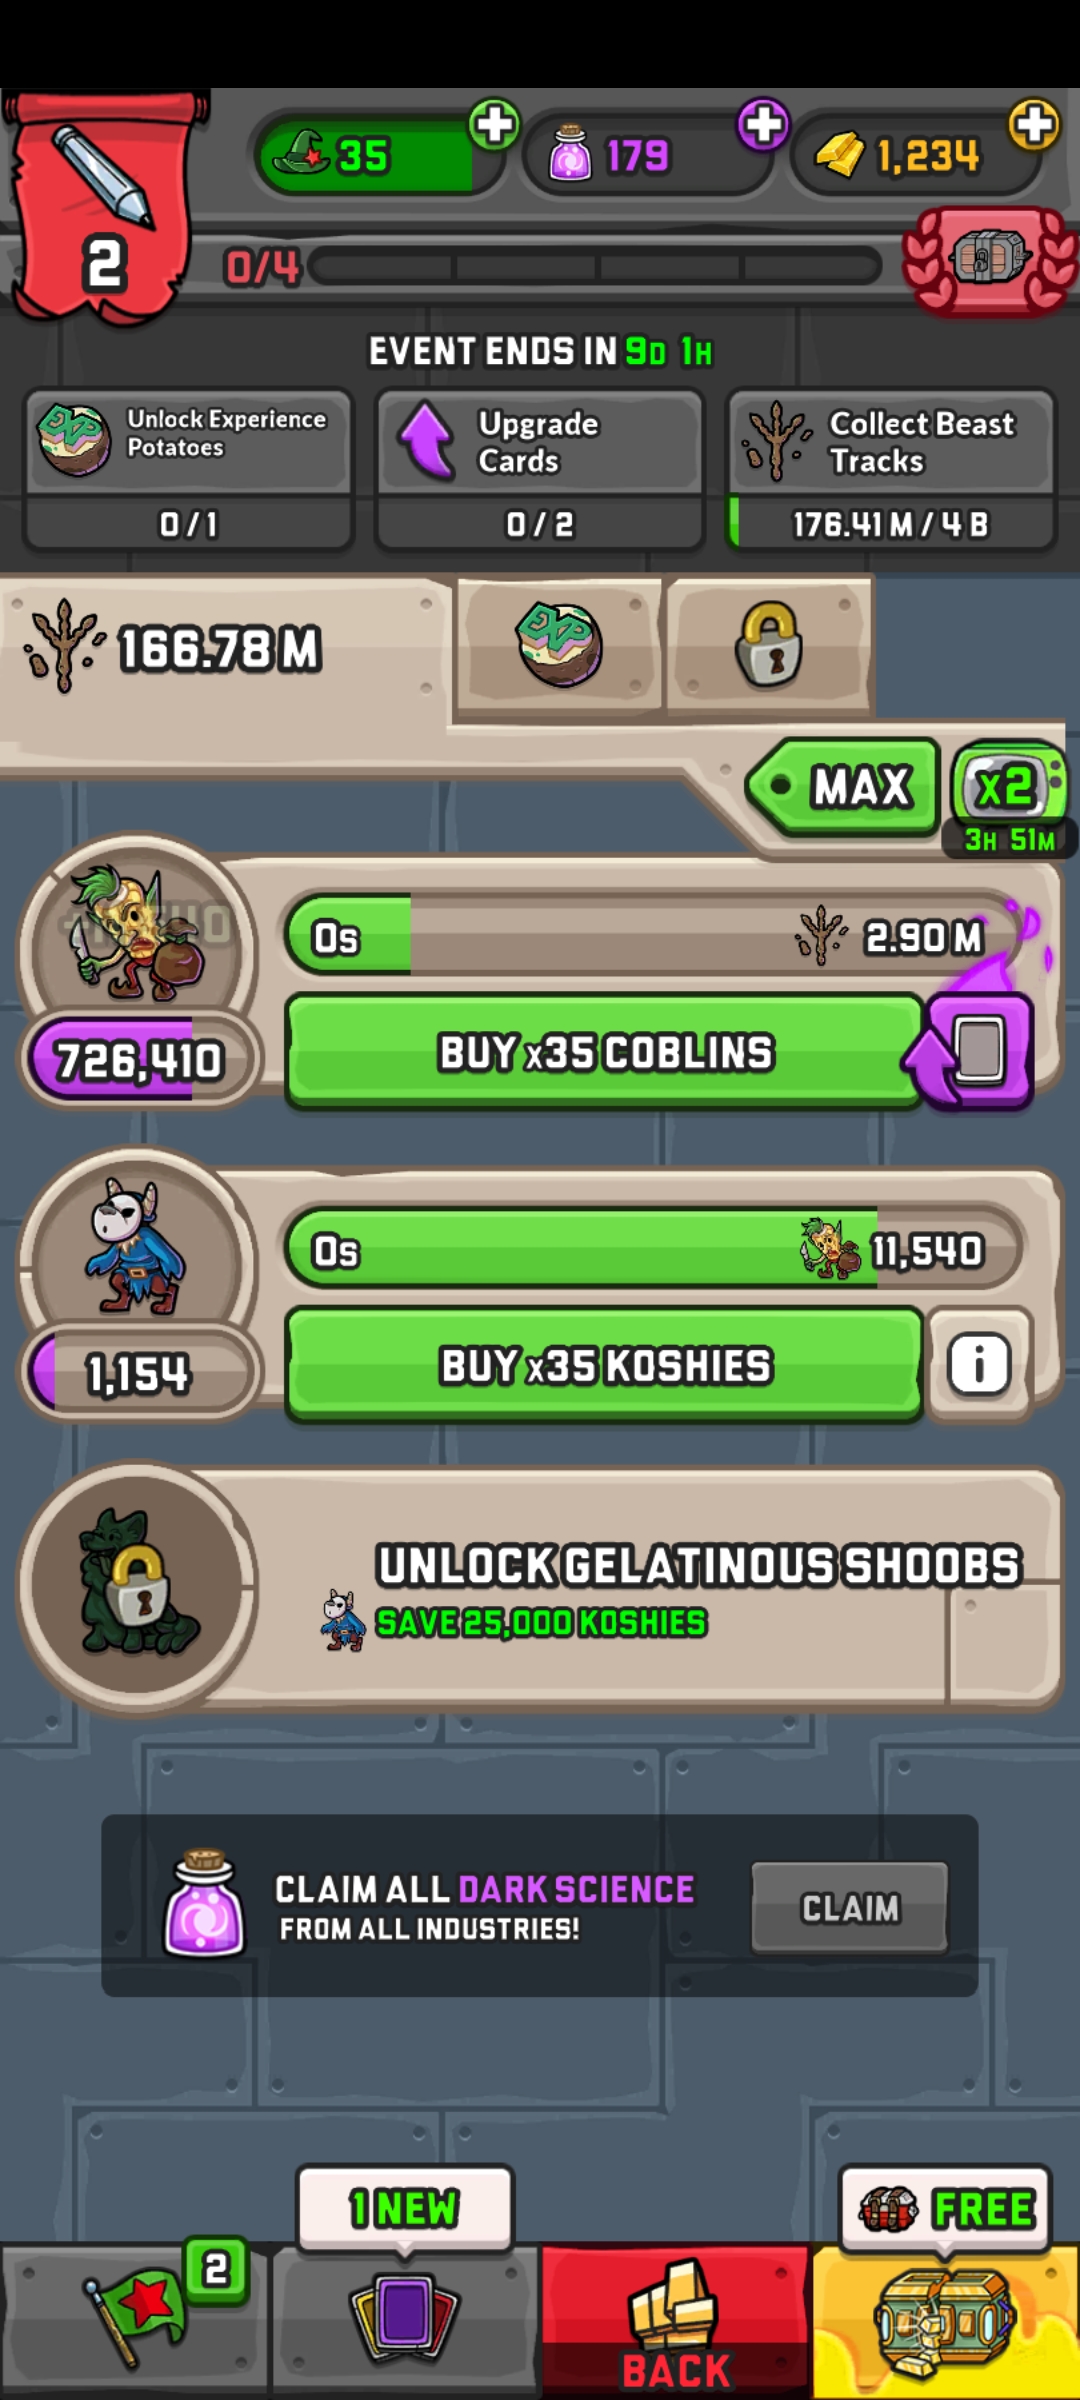 35
179
1,234
2
0/4
EVENT ENDS IN 9D 1H
EXP
Unlock Experience
Potatoes
0/1
Upgrade
Cards
0/2
Collect Beast
Tracks
176.41 M / 4 B
166.78 M
EXP
MAX
x2
3H 51M
0s
2.90 M
726,410
BUY x35 COBLINS
0s
11,540
1,154
BUY x35 KOSHIES
i
UNLOCK GELATINOUS SHOOBS
SAVE 25,000 KOSHIES
CLAIM ALL DARK SCIENCE
FROM ALL INDUSTRIES!
CLAIM
1 NEW
FREE
2
BACK